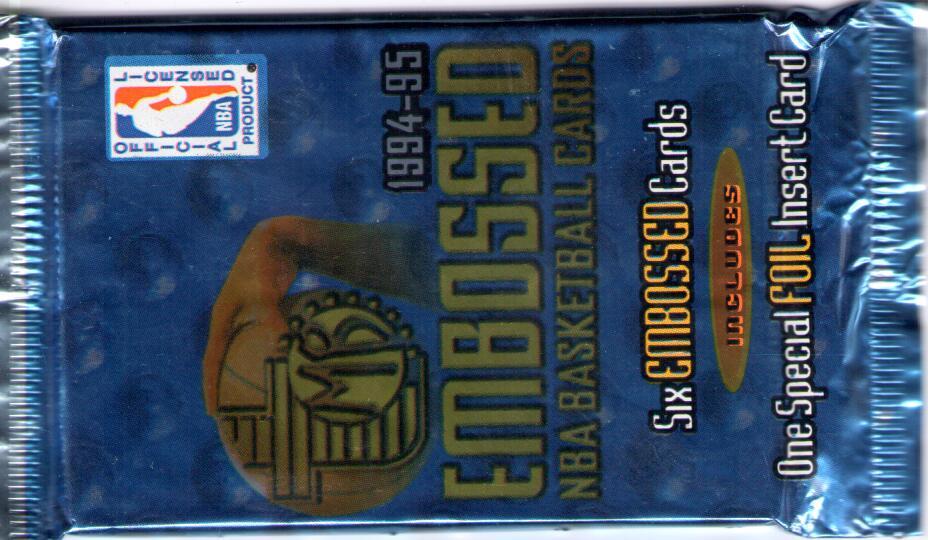 OFFICIAL
LICENSED
NBA
PRODUCT
1994-95
EMBOSSED
NBA BASKETBALL CARDS
Six EMBOSSED Cards
INCLUDES
One Special FOIL Insert Card